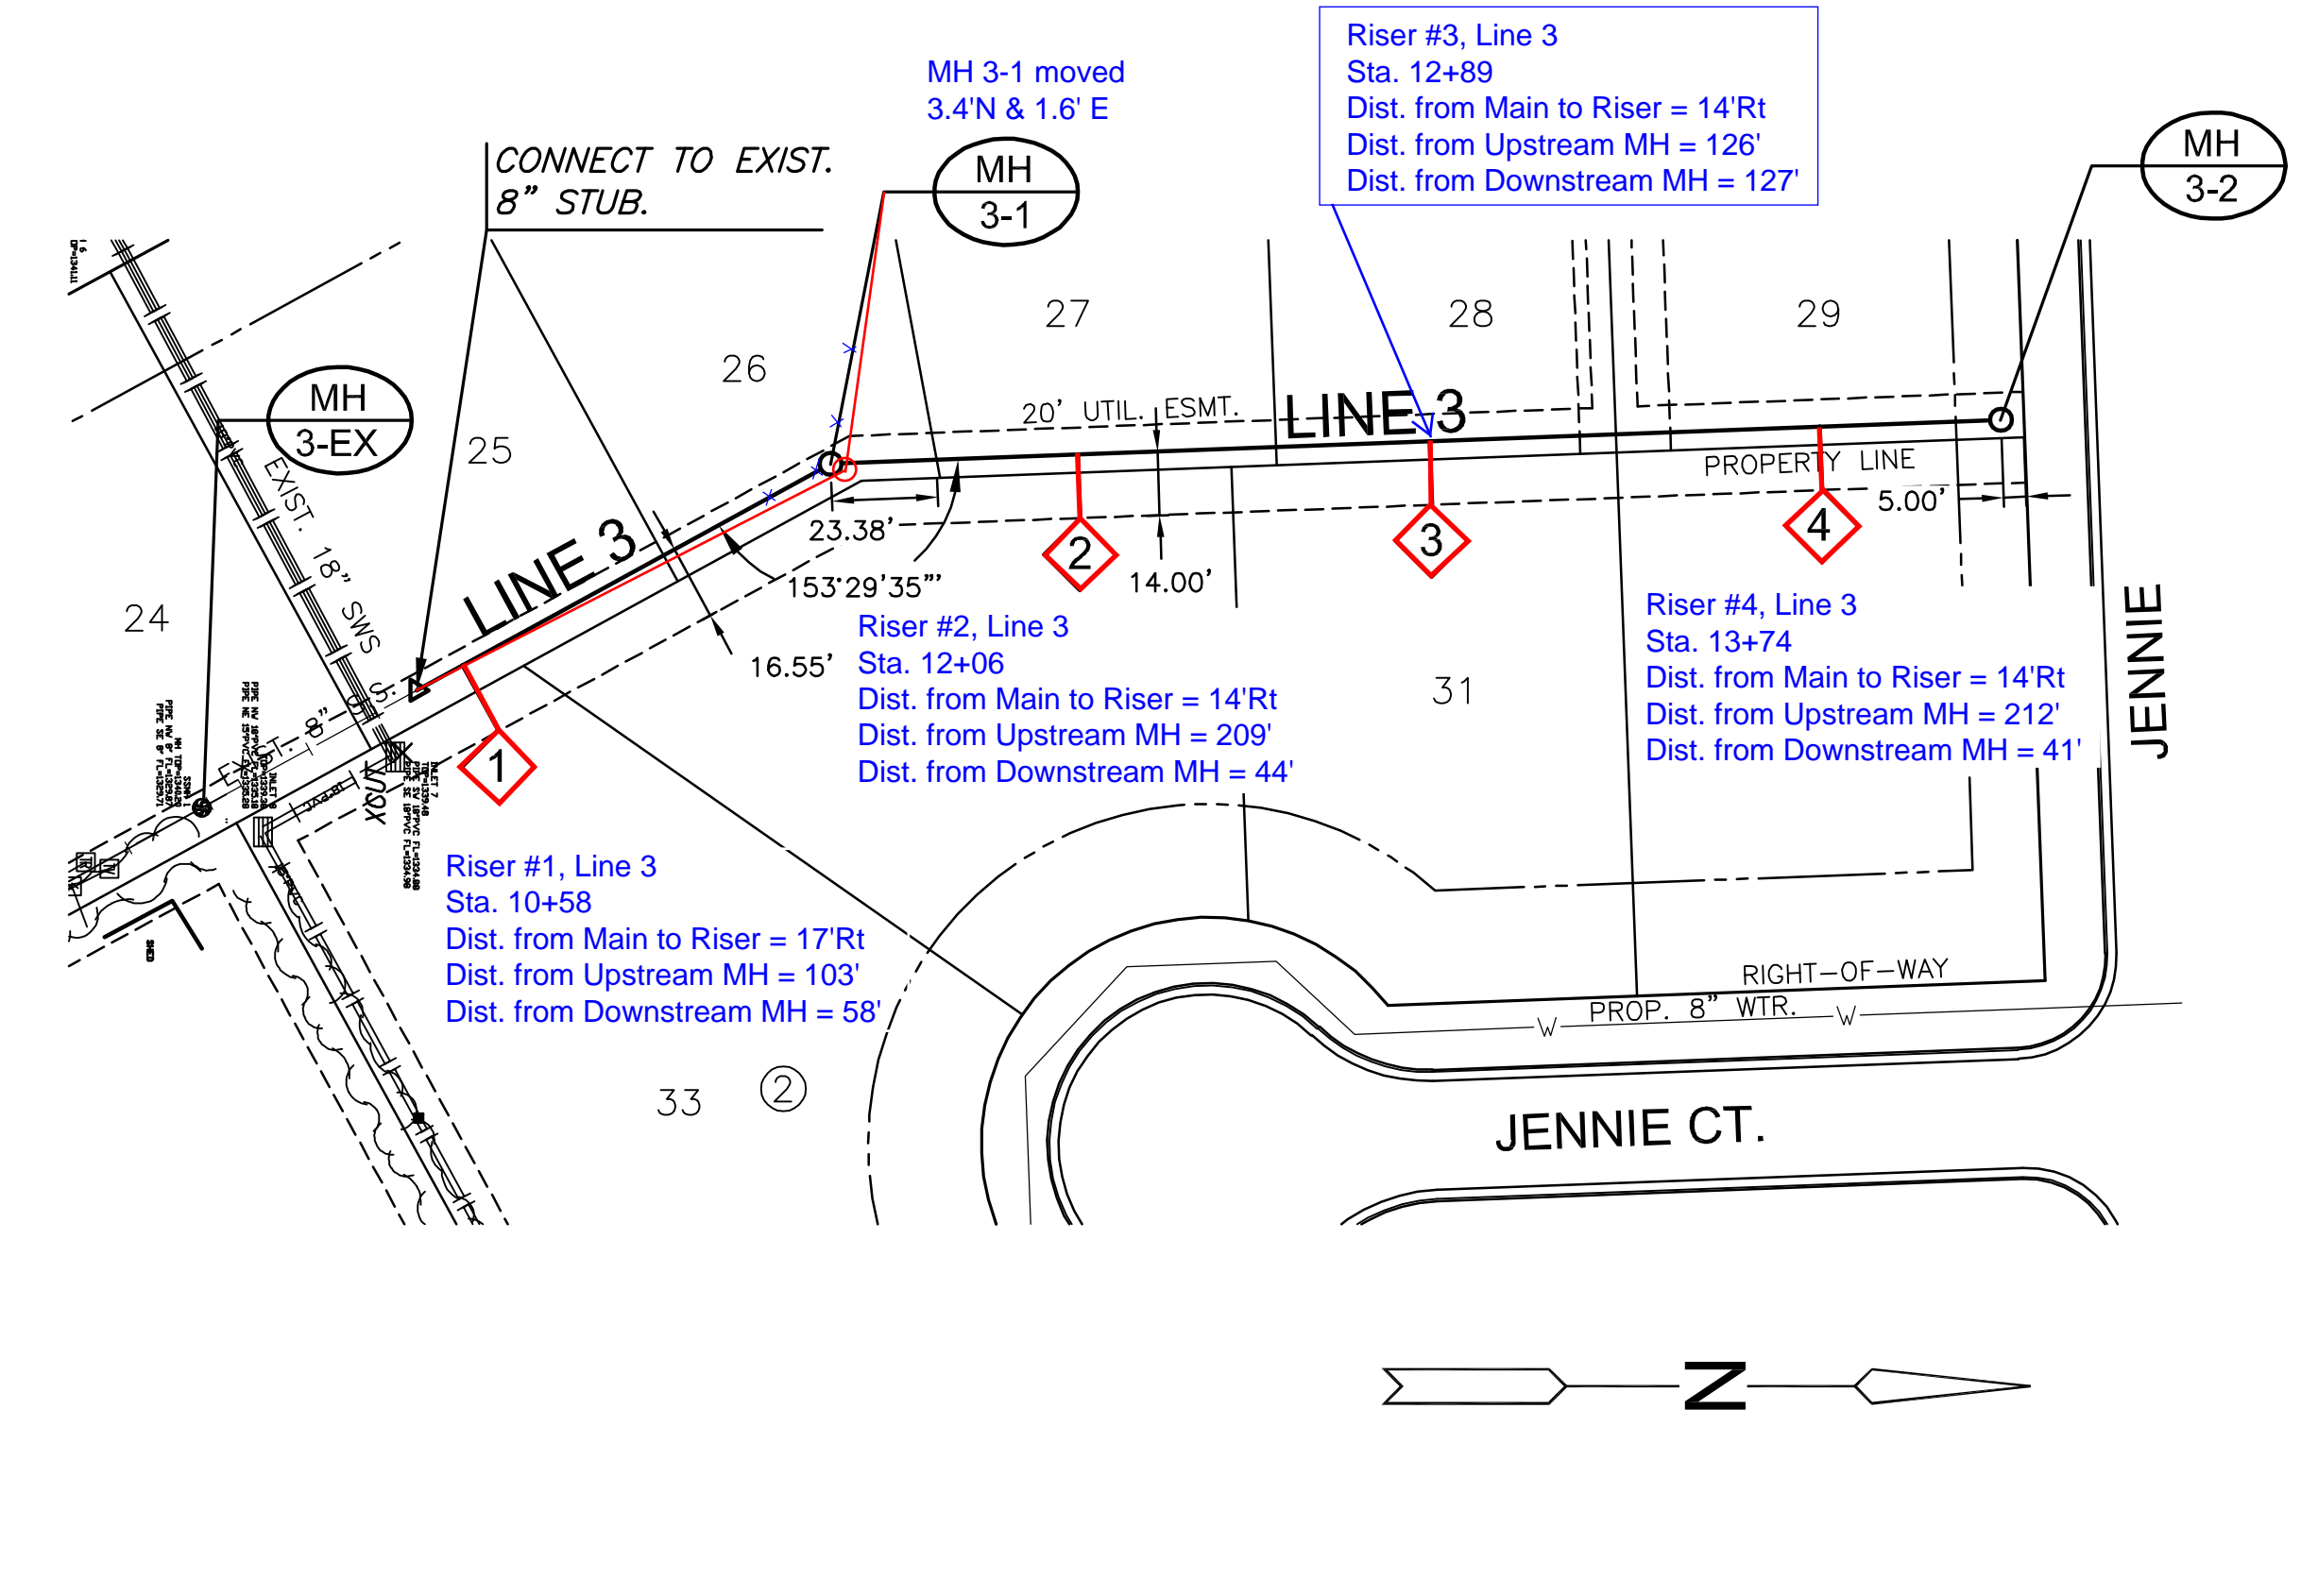 Riser #3, Line 3
Sta. 12+89
Dist. from Main to Riser = 14'Rt
Dist. from Upstream MH = 126'
Dist. from Downstream MH = 127'
MH 3-1 moved
3.4'N & 1.6' E
CONNECT TO EXIST.
8" STUB.
MH
3-1
MH
3-2
MH
3-EX
24
25
26
27
28
29
20' UTIL. ESMT.
LINE 3
LINE 3
PROPERTY LINE
5.00'
23.38'
153°29'35"'
14.00'
16.55'
EXIST. 18" SWS
EXIST. 8" S.S.
1
2
3
4
Riser #2, Line 3
Sta. 12+06
Dist. from Main to Riser = 14'Rt
Dist. from Upstream MH = 209'
Dist. from Downstream MH = 44'
31
Riser #4, Line 3
Sta. 13+74
Dist. from Main to Riser = 14'Rt
Dist. from Upstream MH = 212'
Dist. from Downstream MH = 41'
JENNIE
Riser #1, Line 3
Sta. 10+58
Dist. from Main to Riser = 17'Rt
Dist. from Upstream MH = 103'
Dist. from Downstream MH = 58'
18"PVC
SHED
RIGHT-OF-WAY
PROP. 8" WTR.
W
W
33
2
JENNIE CT.
N